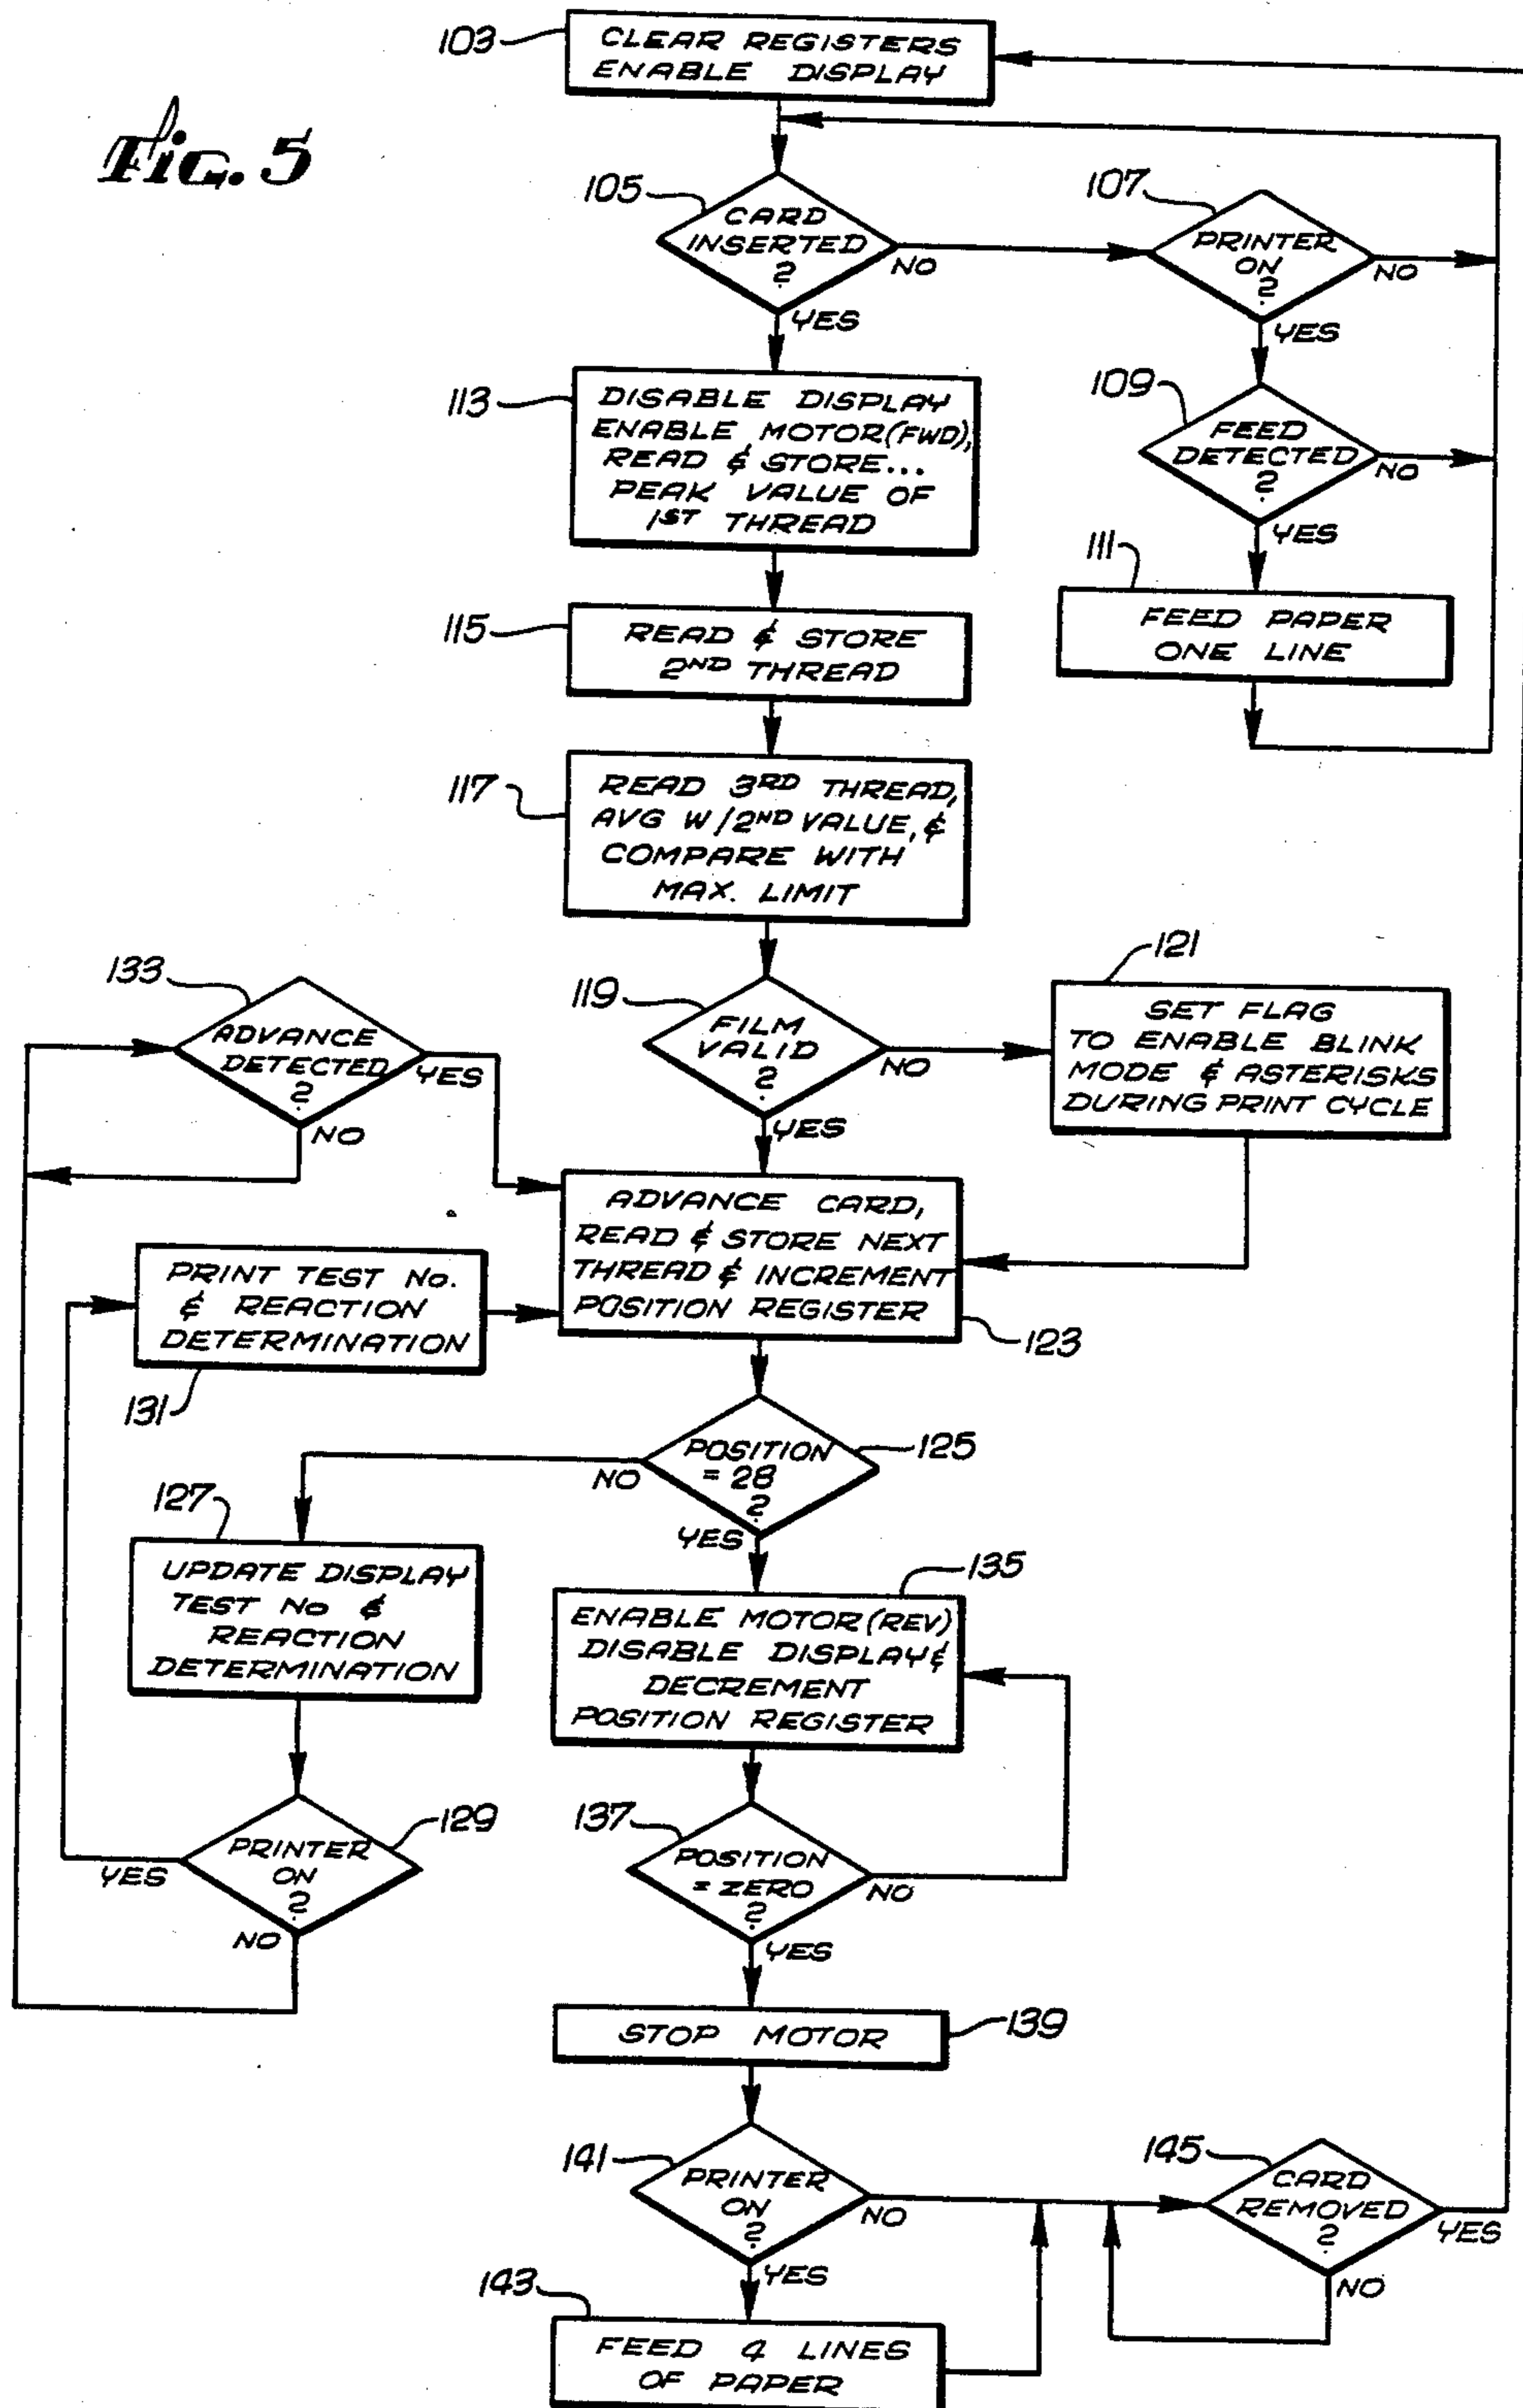 Fig. 5
103
CLEAR REGISTERS
ENABLE DISPLAY
105
CARD
INSERTED
?
NO
YES
107
PRINTER
ON
?
NO
YES
109
FEED
DETECTED
?
NO
YES
111
FEED PAPER
ONE LINE
113
DISABLE DISPLAY
ENABLE MOTOR(FWD),
READ & STORE...
PEAK VALUE OF
1ST THREAD
115
READ & STORE
2ND THREAD
117
READ 3RD THREAD,
AVG W/2ND VALUE, &
COMPARE WITH
MAX. LIMIT
119
FILM
VALID
?
NO
YES
121
SET FLAG
TO ENABLE BLINK
MODE & ASTERISKS
DURING PRINT CYCLE
133
ADVANCE
DETECTED
?
YES
NO
ADVANCE CARD,
READ & STORE NEXT
THREAD & INCREMENT
POSITION REGISTER
123
PRINT TEST No.
& REACTION
DETERMINATION
131
POSITION
= 28
?
125
NO
YES
127
UPDATE DISPLAY
TEST No &
REACTION
DETERMINATION
129
PRINTER
ON
?
YES
NO
135
ENABLE MOTOR(REV)
DISABLE DISPLAY &
DECREMENT
POSITION REGISTER
137
POSITION
= ZERO
?
NO
YES
STOP MOTOR
139
141
PRINTER
ON
?
NO
YES
143
FEED 4 LINES
OF PAPER
145
CARD
REMOVED
?
YES
NO